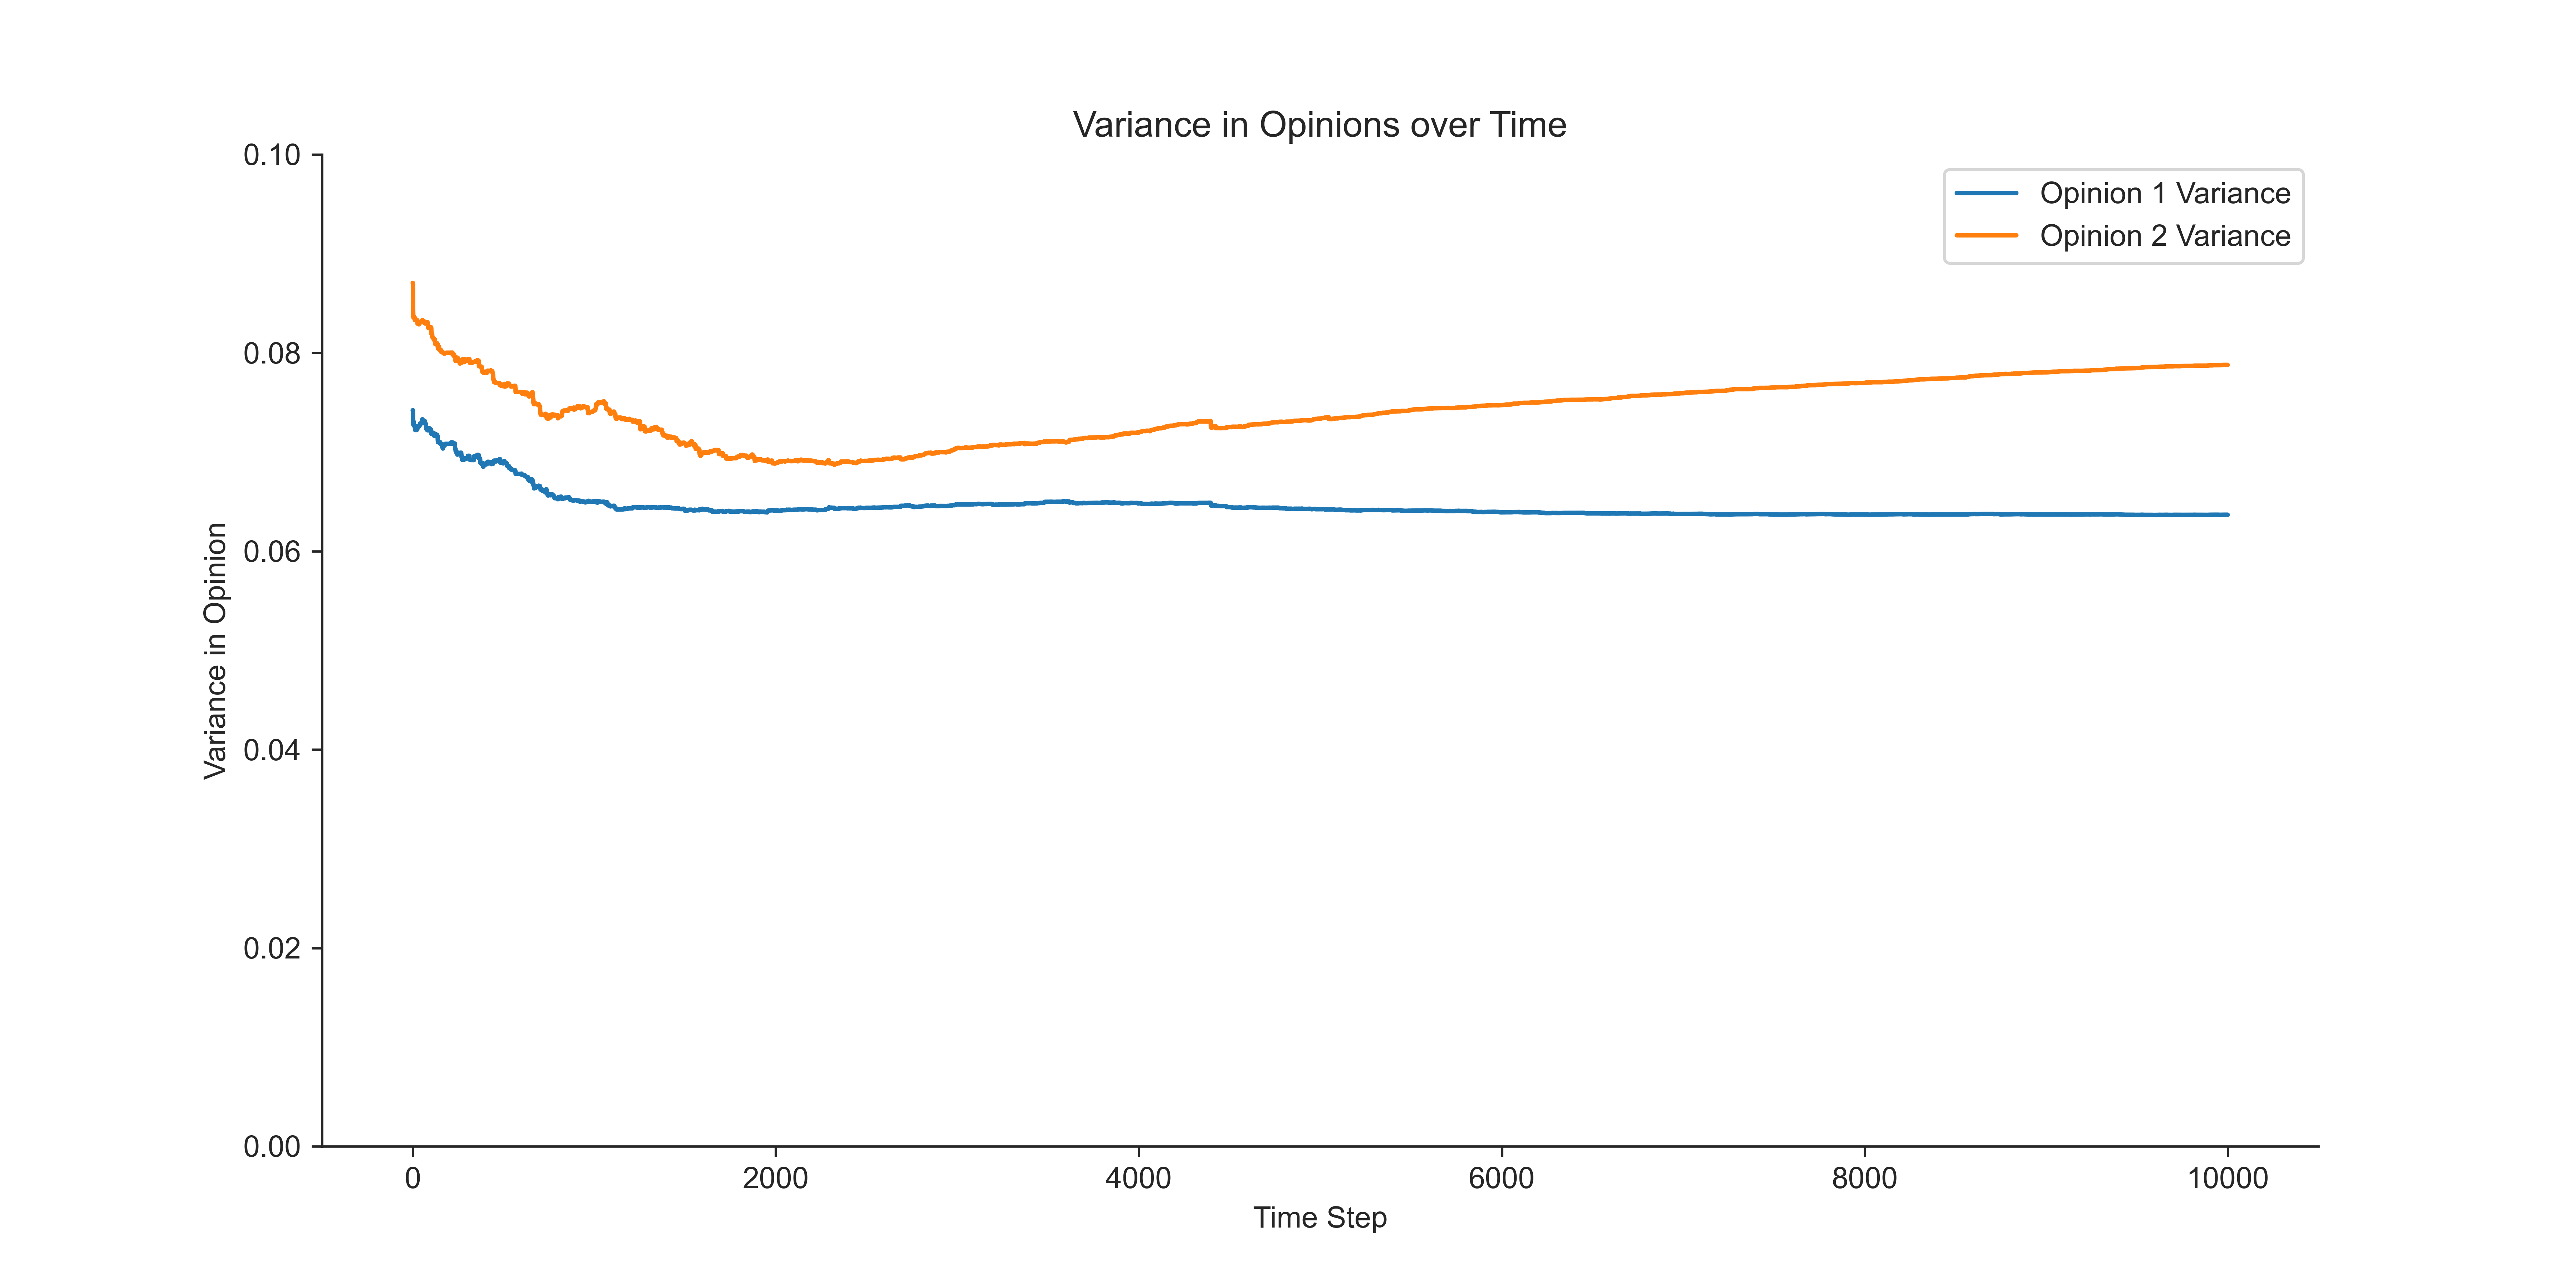 Variance in Opinions over Time
Opinion 1 Variance
Opinion 2 Variance
Variance in Opinion
0.10
0.08
0.06
0.04
0.02
0.00
0 2000 4000 6000 8000 10000
Time Step